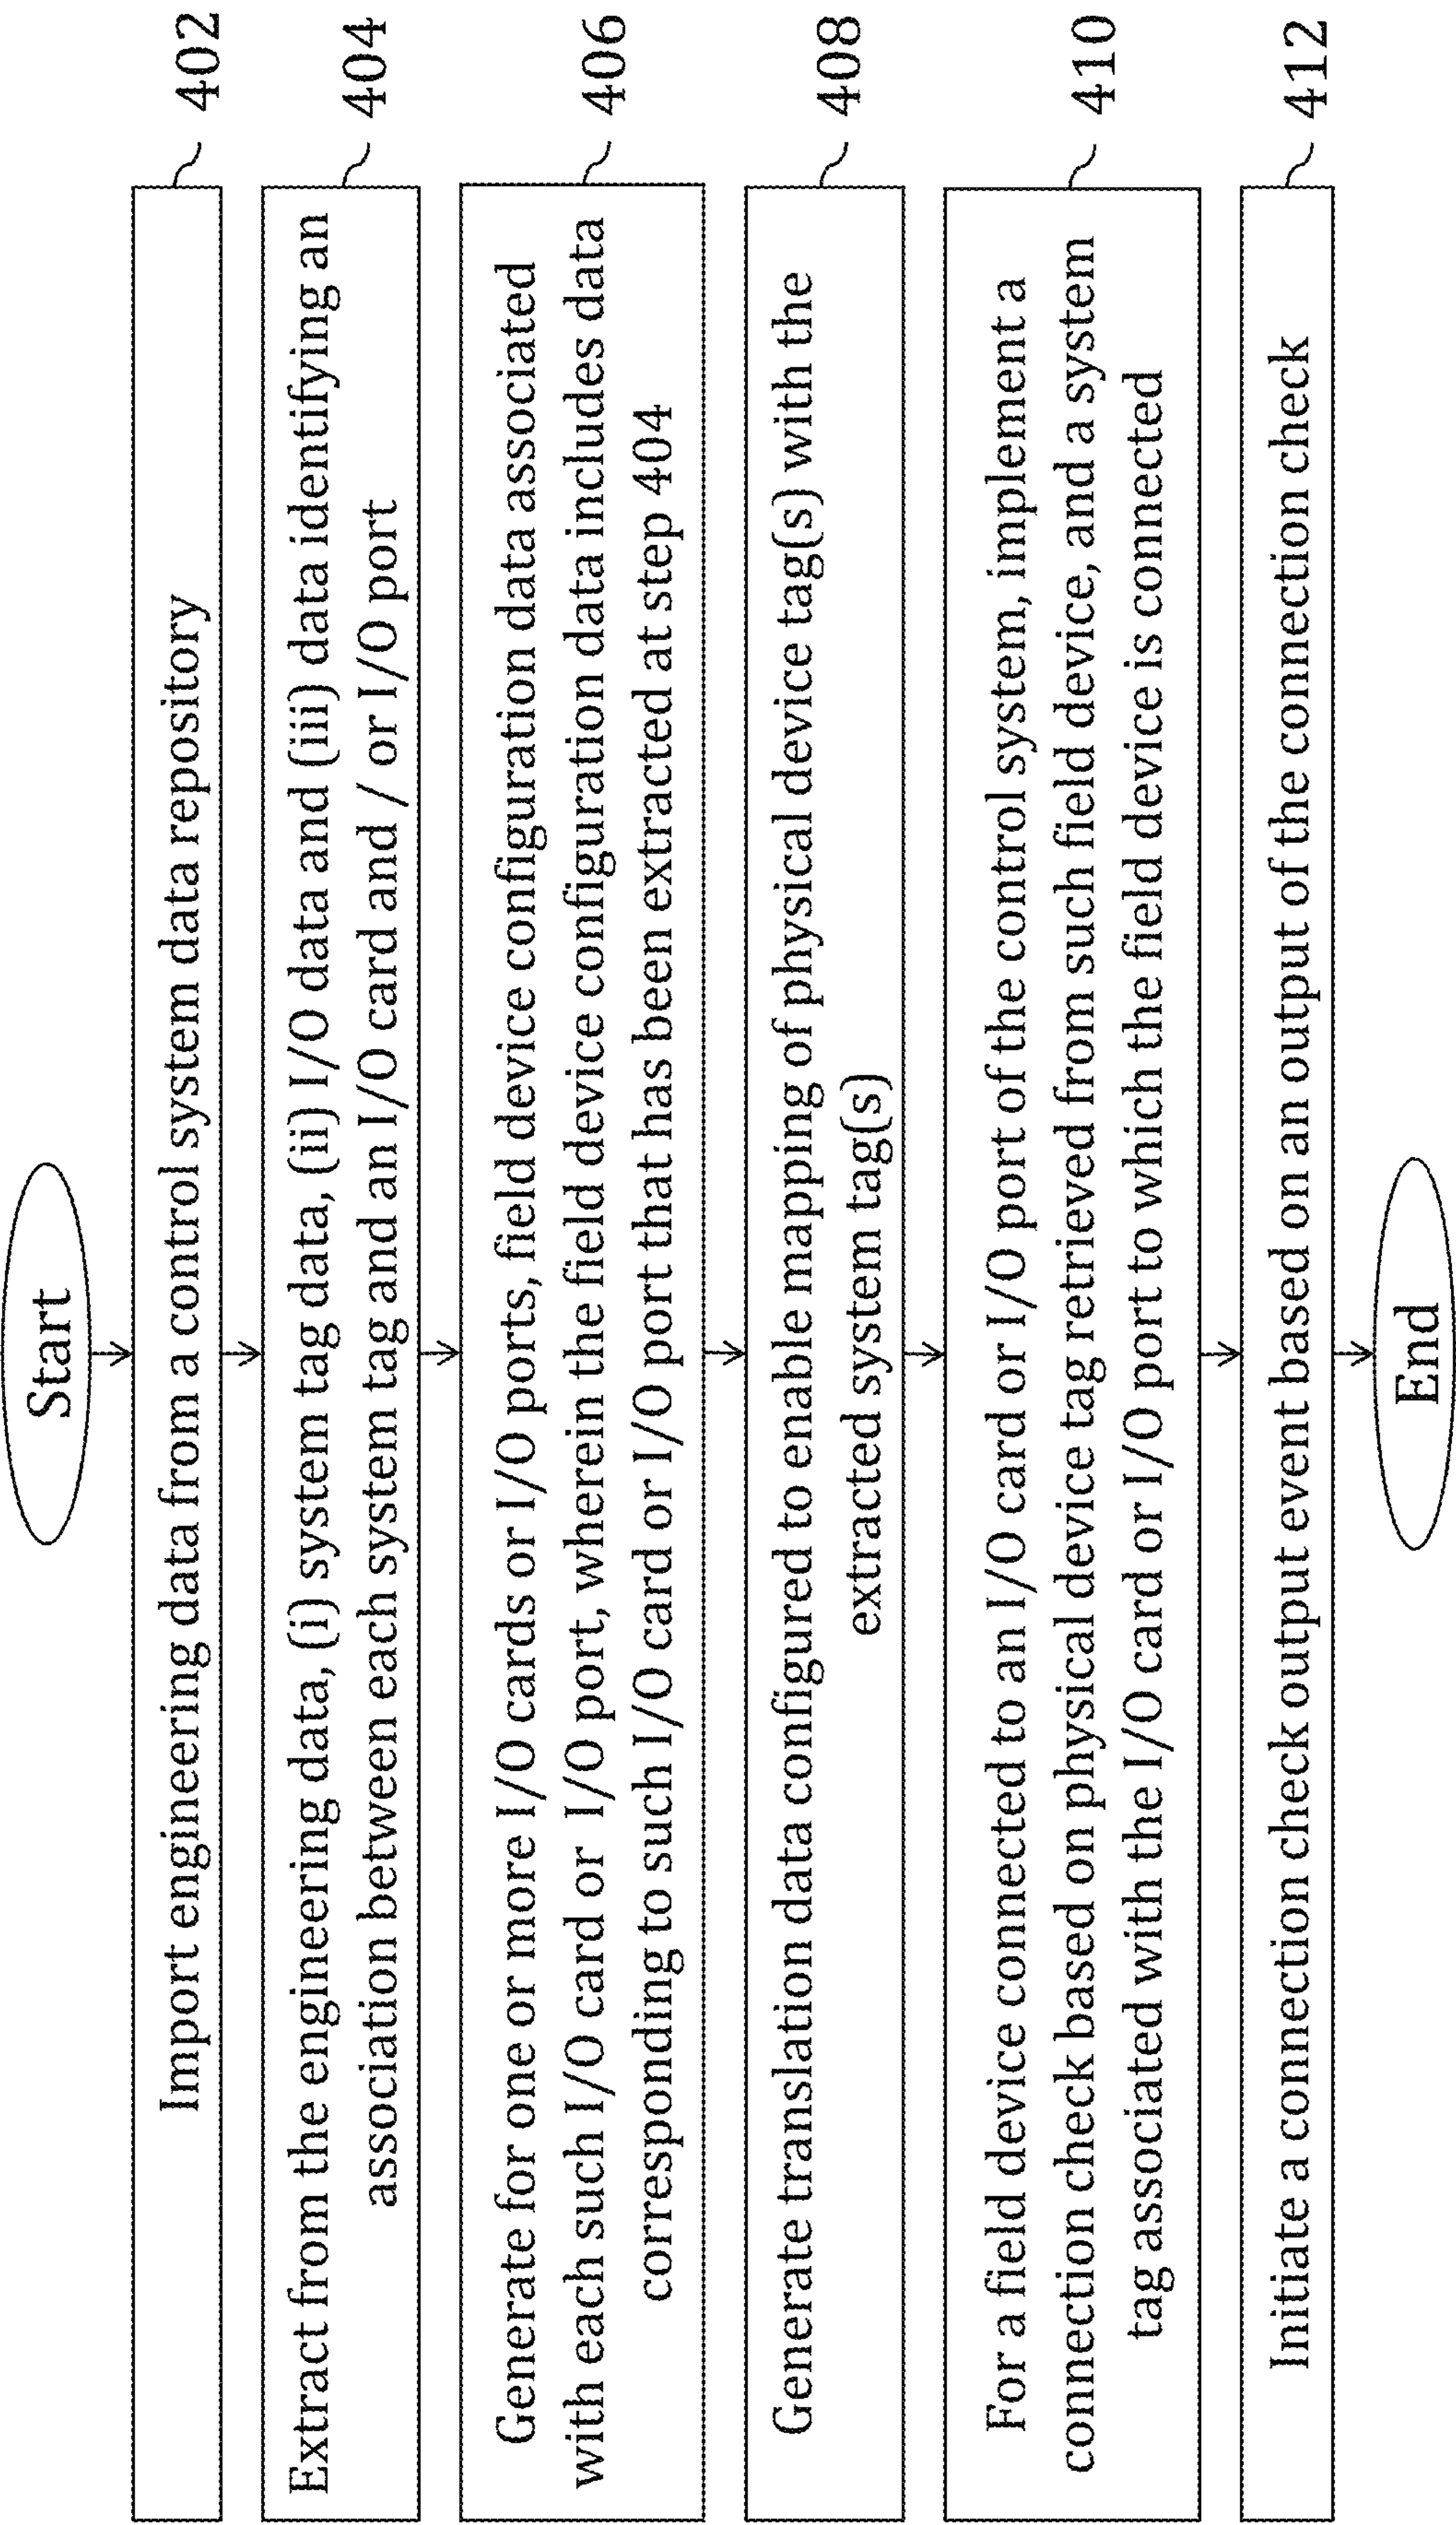 Start
Import engineering data from a control system data repository
402
Extract from the engineering data, (i) system tag data, (ii) I/O data and (iii) data identifying an
association between each system tag and an I/O card and / or I/O port
404
Generate for one or more I/O cards or I/O ports, field device configuration data associated
with each such I/O card or I/O port, wherein the field device configuration data includes data
corresponding to such I/O card or I/O port that has been extracted at step 404
406
Generate translation data configured to enable mapping of physical device tag(s) with the
extracted system tag(s)
408
For a field device connected to an I/O card or I/O port of the control system, implement a
connection check based on physical device tag retrieved from such field device, and a system
tag associated with the I/O card or I/O port to which the field device is connected
410
Initiate a connection check output event based on an output of the connection check
412
End